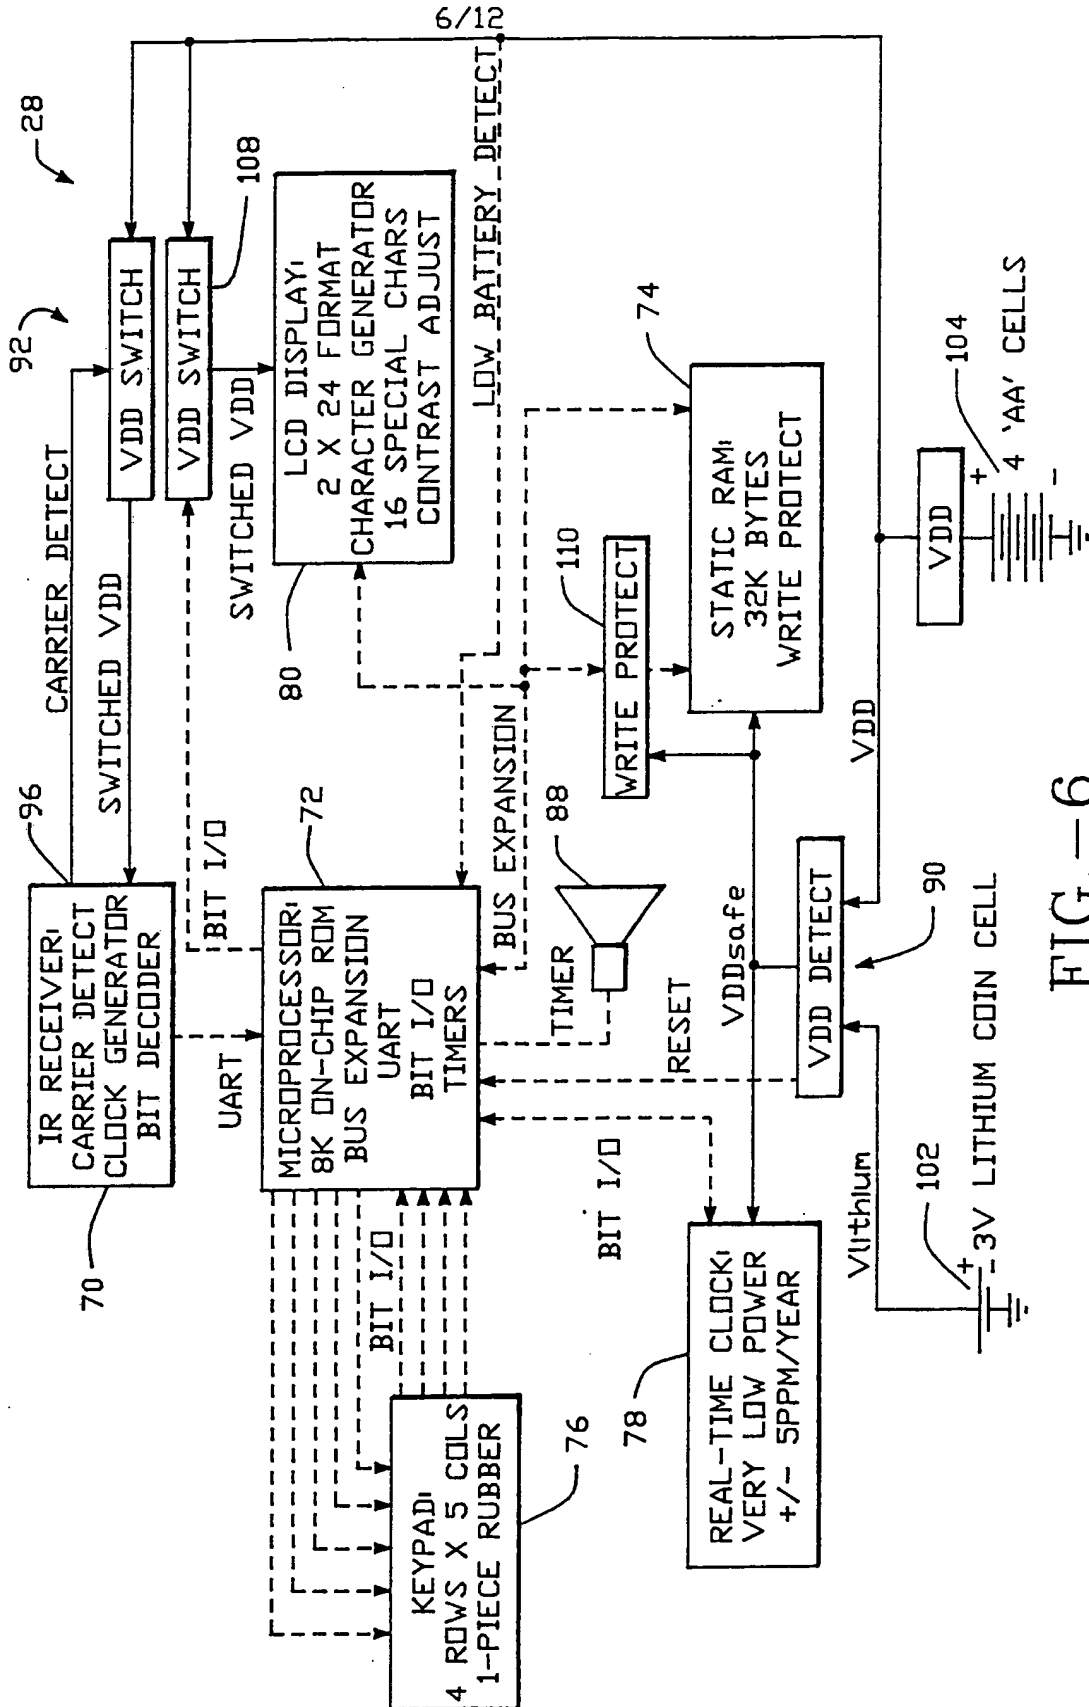 6/12
28
92
96
70
IR RECEIVER:
CARRIER DETECT
CLOCK GENERATOR
BIT DECODER
CARRIER DETECT
SWITCHED VDD
VDD SWITCH
VDD SWITCH
108
BIT I/O
SWITCHED VDD
UART
72
MICROPROCESSOR:
8K ON-CHIP ROM
BUS EXPANSION
UART
BIT I/O
TIMERS
80
LCD DISPLAY:
2 X 24 FORMAT
CHARACTER GENERATOR
16 SPECIAL CHARS
CONTRAST ADJUST
LOW BATTERY DETECT
BIT I/O
KEYPAD:
4 ROWS X 5 COLS
1-PIECE RUBBER
76
BUS EXPANSION
TIMER
88
110
WRITE PROTECT
74
STATIC RAM:
32K BYTES
WRITE PROTECT
RESET
BIT I/O
VDDsafe
78
REAL-TIME CLOCK:
VERY LOW POWER
+/- 5PPM/YEAR
VDD DETECT
90
VDD
VDD
Vlithium
102
+
-
3V LITHIUM COIN CELL
104
+
-
4 'AA' CELLS
FIG.-6